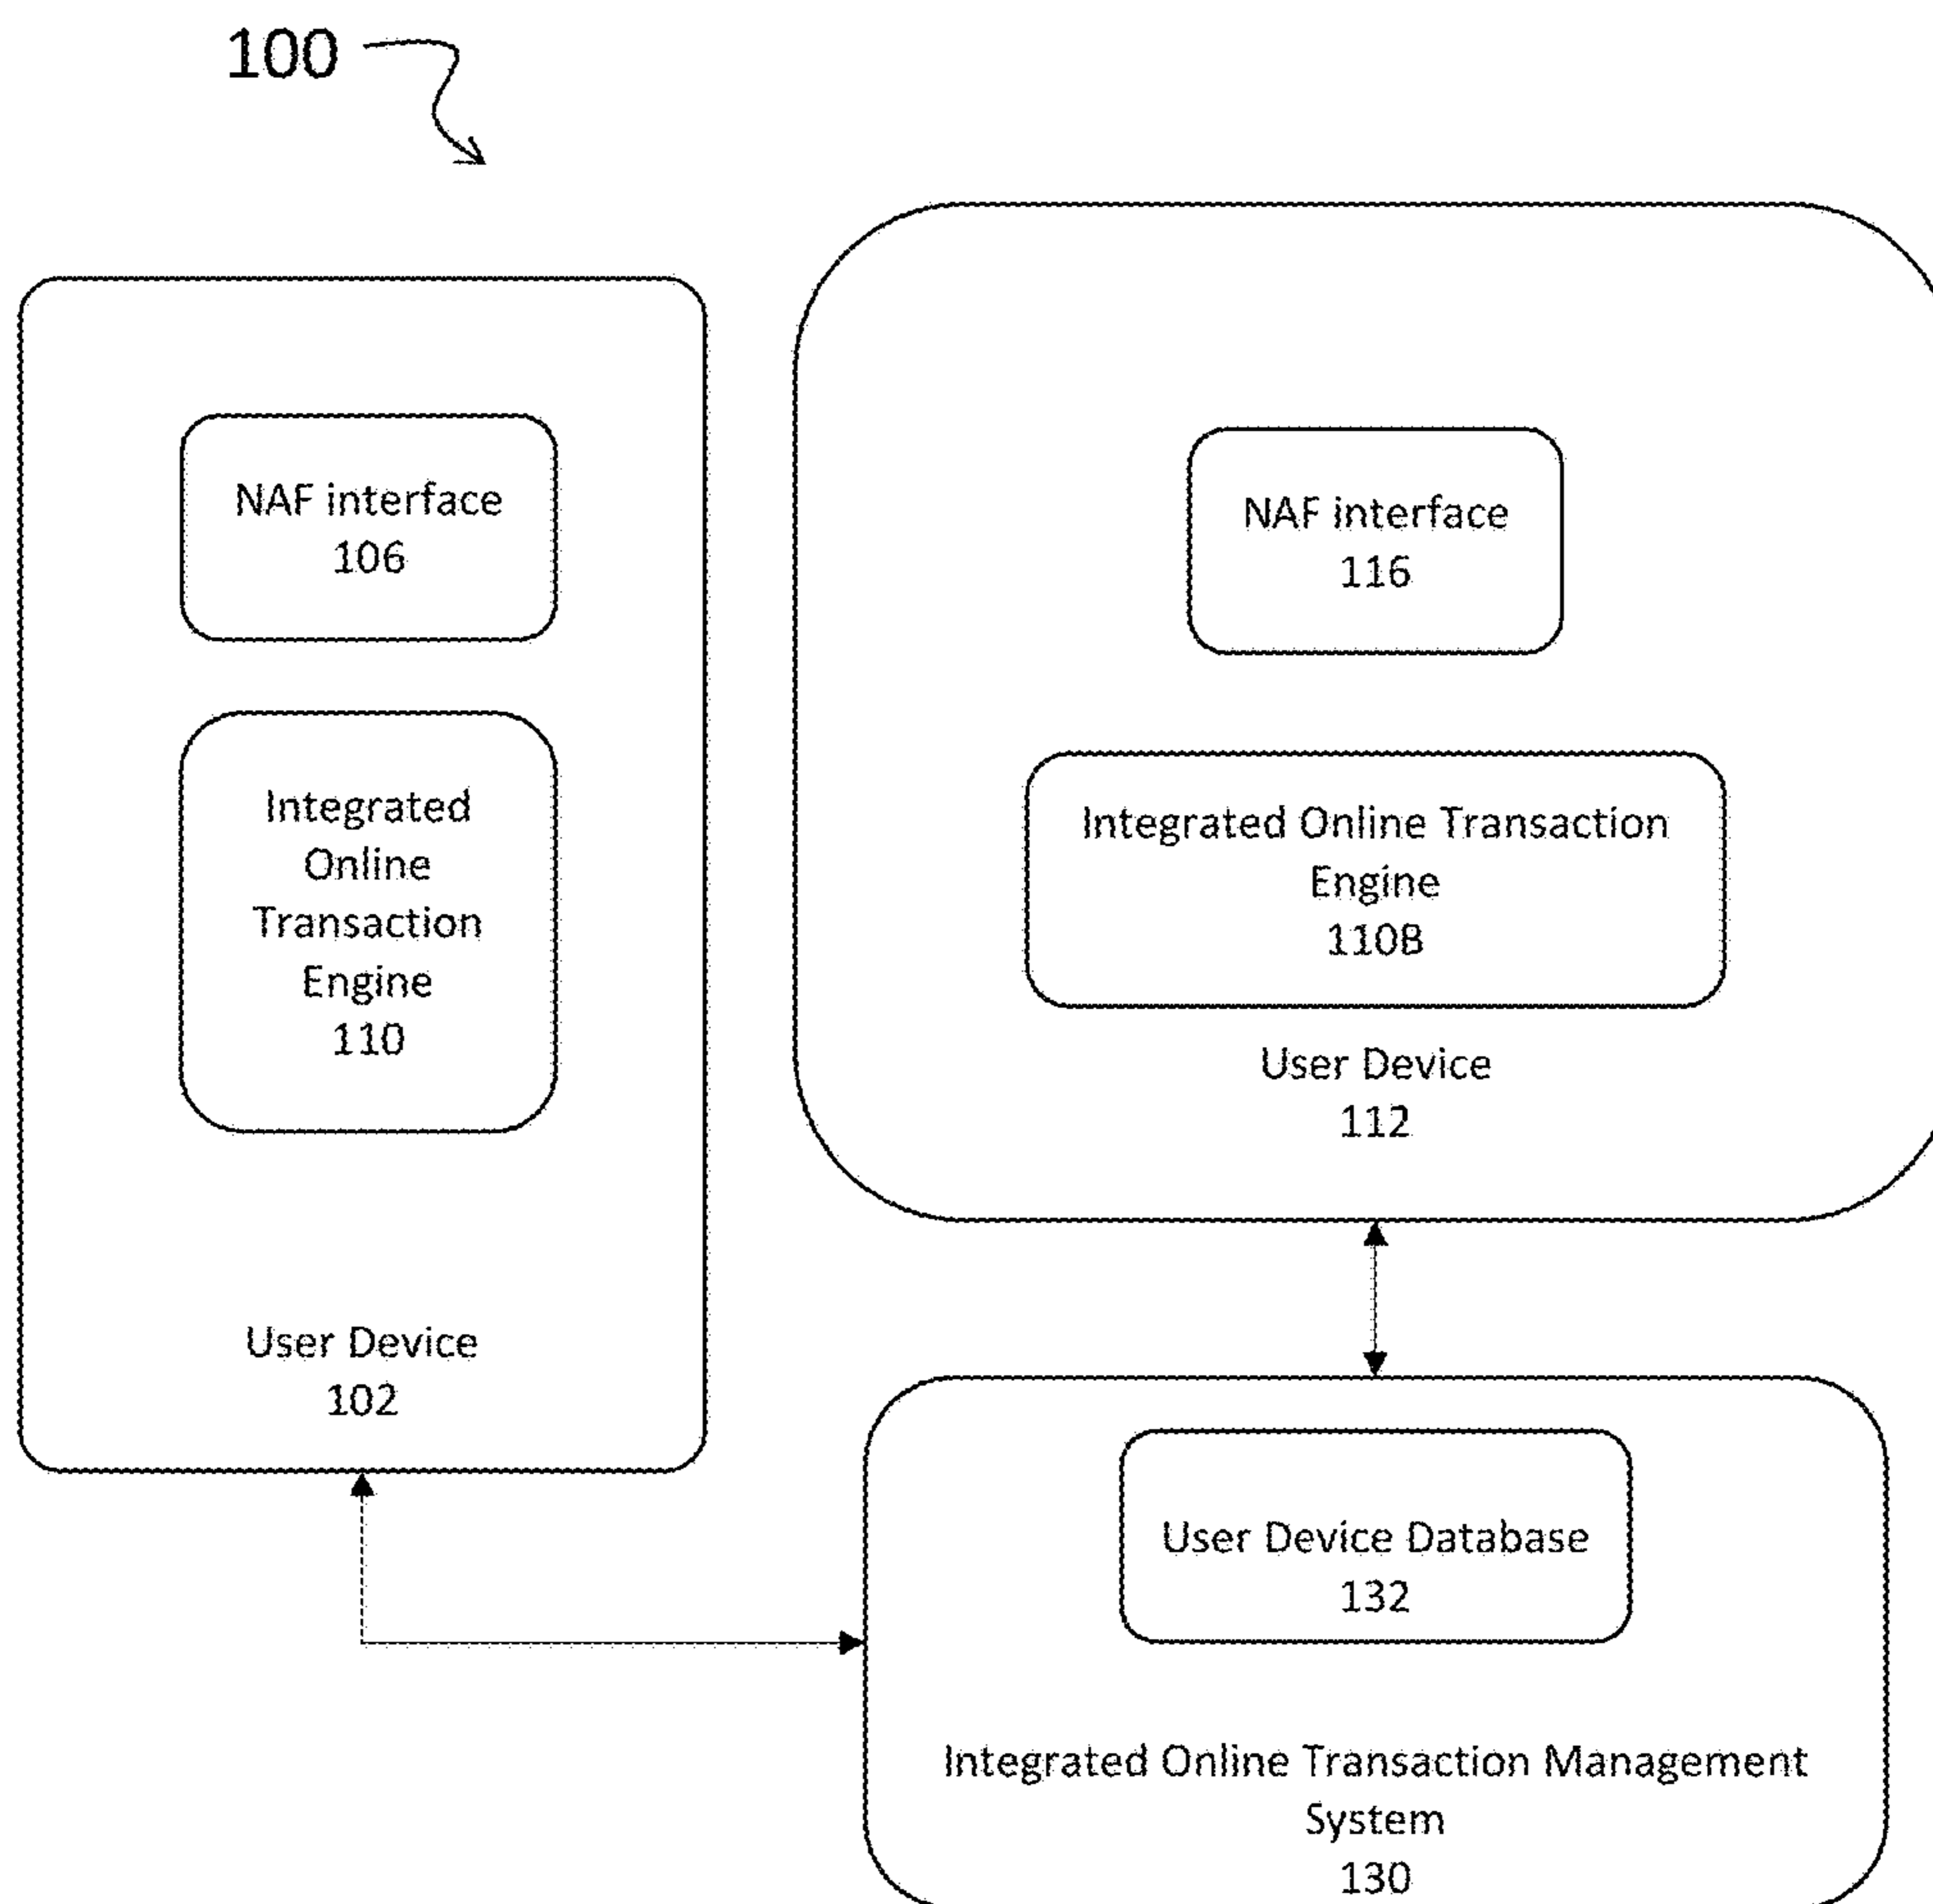 100
NAF interface
106
Integrated
Online
Transaction
Engine
110
User Device
102
NAF interface
116
Integrated Online Transaction
Engine
110B
User Device
112
User Device Database
132
Integrated Online Transaction Management
System
130